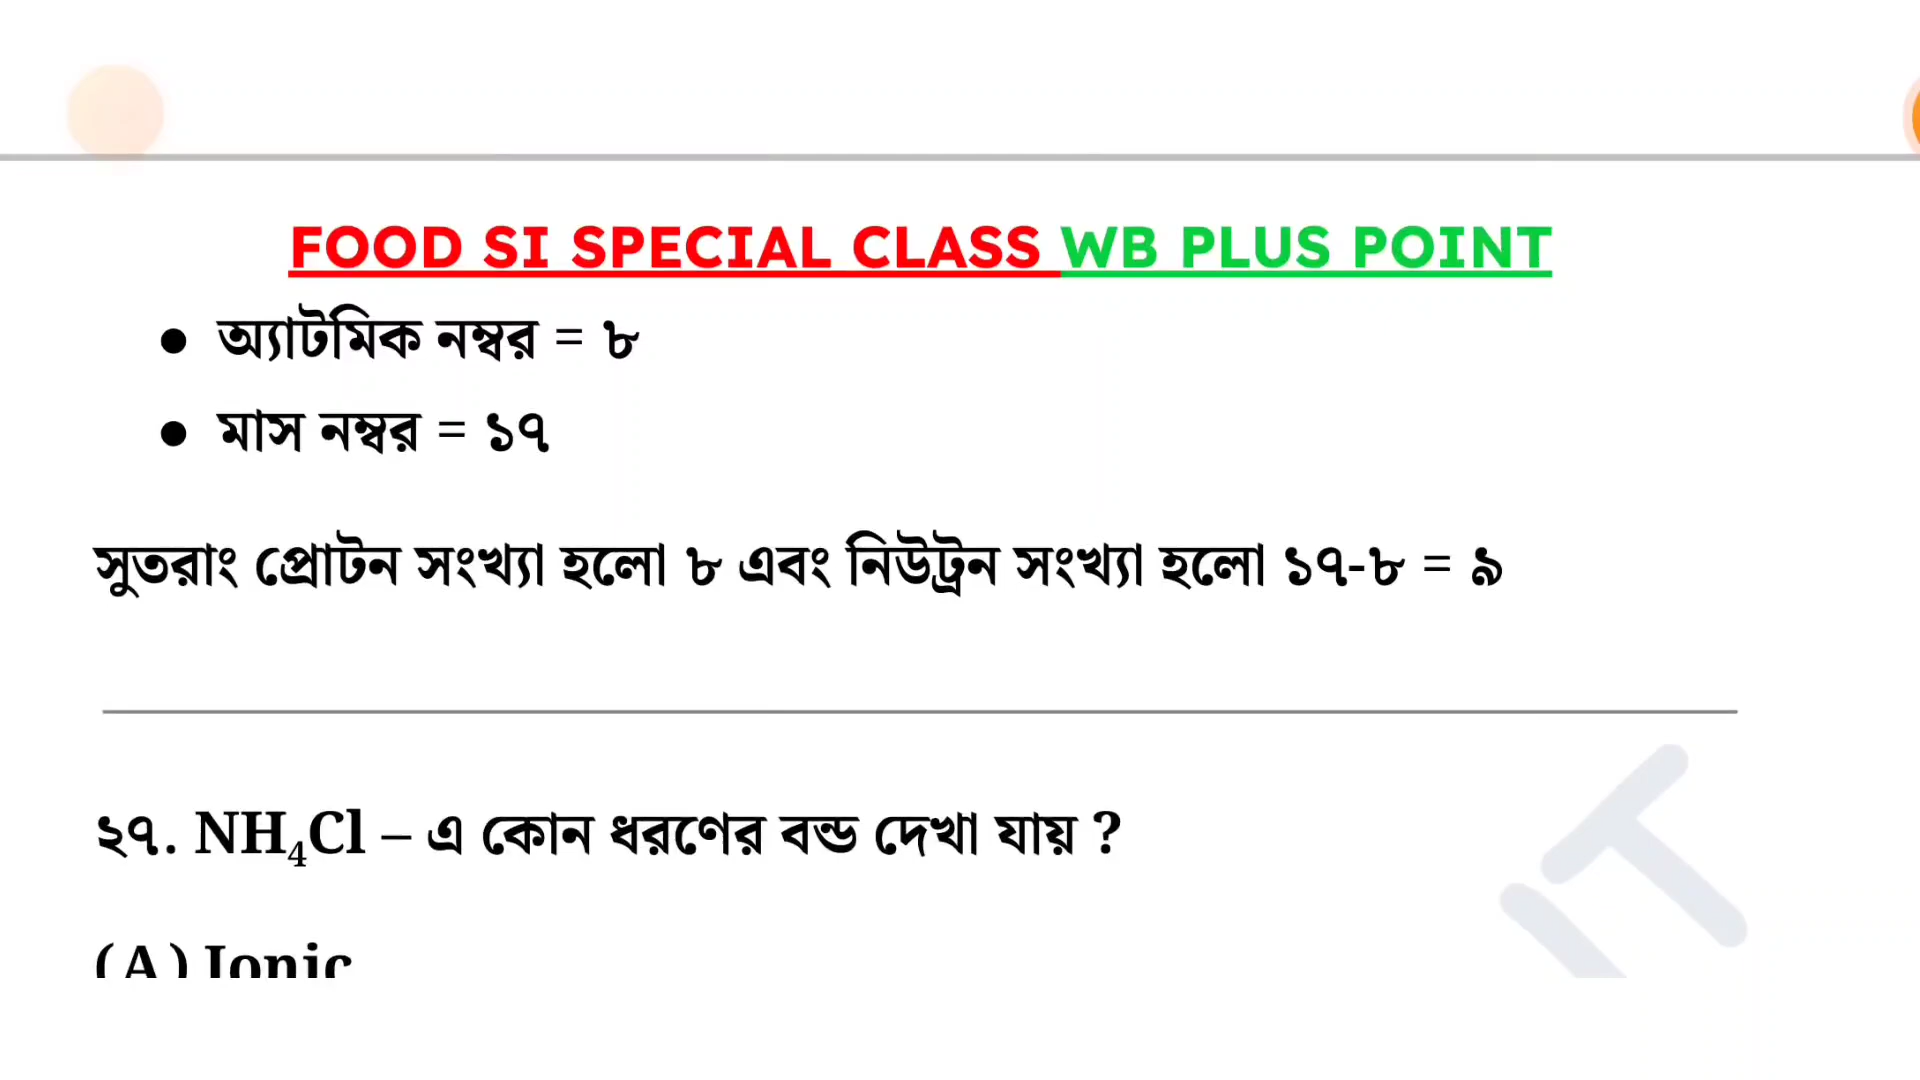 FOOD SI SPECIAL CLASS WB PLUS POINT
● অ্যাটমিক নম্বর = ৮
● মাস নম্বর = ১৭
সুতরাং প্রোটন সংখ্যা হলো ৮ এবং নিউট্রন সংখ্যা হলো ১৭-৮ = ৯
২৭. NH₄Cl – এ কোন ধরণের বন্ড দেখা যায় ?
(A) Ionic